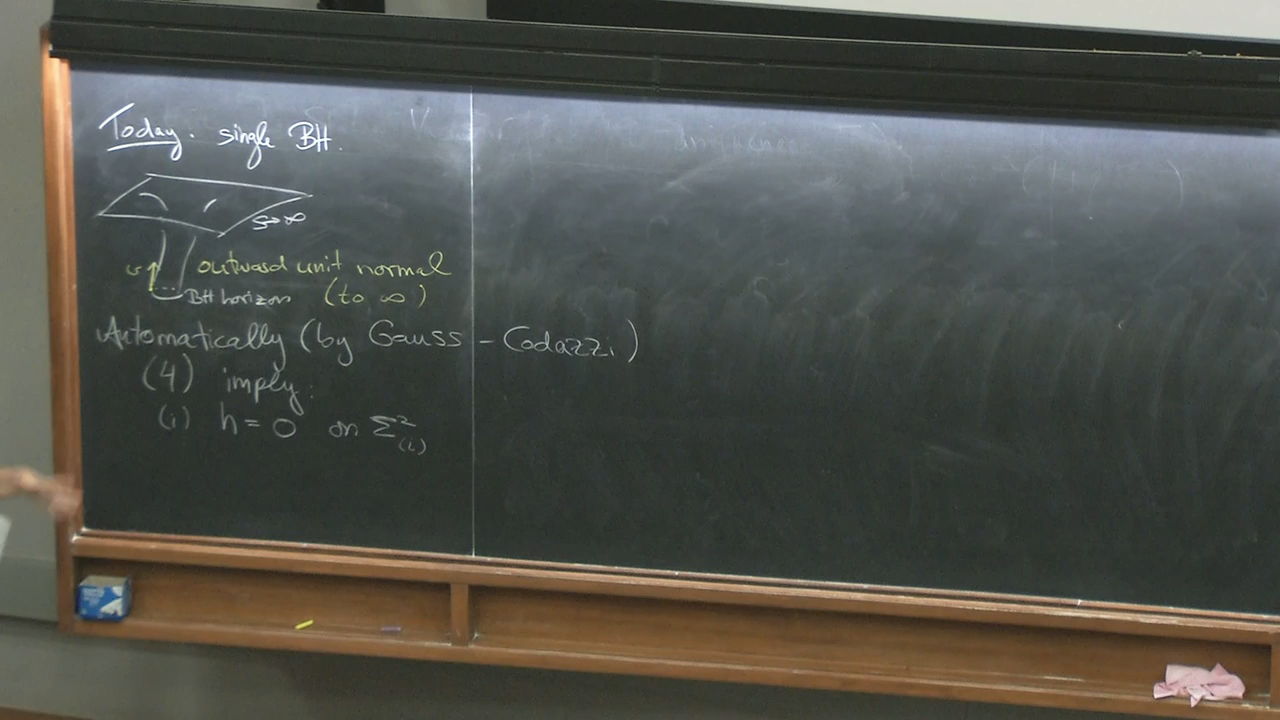 Today. single BH.
S→∞
ν outward unit normal
BH horizon (to ∞)
Automatically (by Gauss-Codazzi)
(4) imply:
(i) h = 0 on Σ²₍ᵢ₎